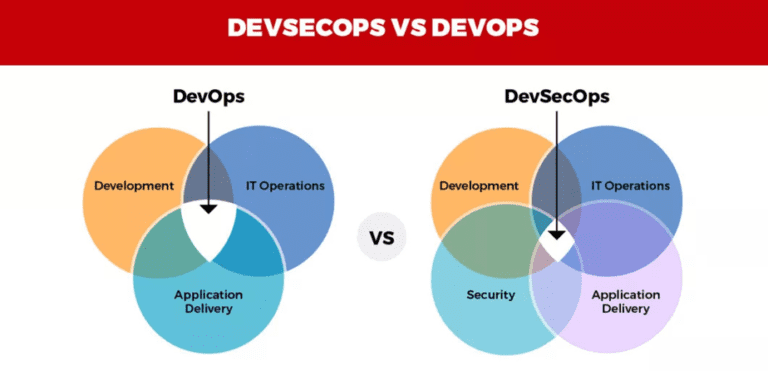 DEVSECOPS VS DEVOPS
DevOps
Development
IT Operations
Application
Delivery
VS
DevSecOps
Development
IT Operations
Security
Application
Delivery